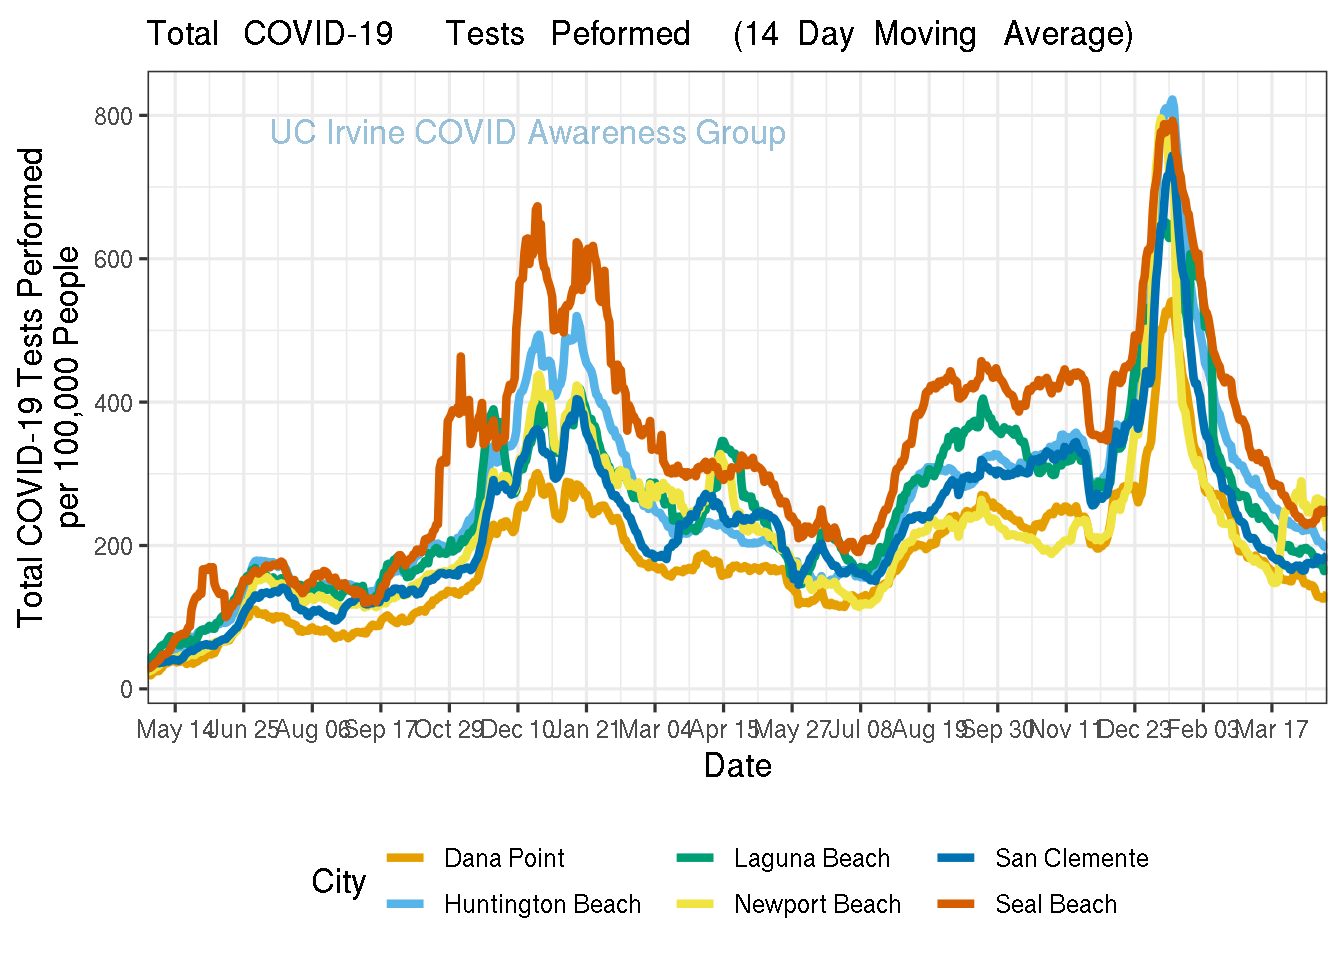 Total COVID-19 Tests Peformed (14 Day Moving Average)
UC Irvine COVID Awareness Group
Total COVID-19 Tests Performed
per 100,000 People
800
600
400
200
0
May 14 Jun 25 Aug 06 Sep 17 Oct 29 Dec 10 Jan 21 Mar 04 Apr 15 May 27 Jul 08 Aug 19 Sep 30 Nov 11 Dec 23 Feb 03 Mar 17
Date
City
Dana Point Laguna Beach San Clemente
Huntington Beach Newport Beach Seal Beach